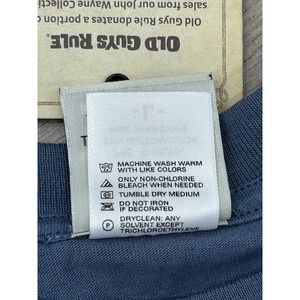 Old Guys Rule donates a portion of
sales from our John Wayne Collecti
OLD GUYS RULE.
MACHINE WASH WARM
WITH LIKE COLORS
ONLY NON-CHLORINE
BLEACH WHEN NEEDED
TUMBLE DRY MEDIUM
DO NOT IRON
IF DECORATED
DRYCLEAN: ANY
SOLVENT EXCEPT
TRICHLOROETHYLENE
P